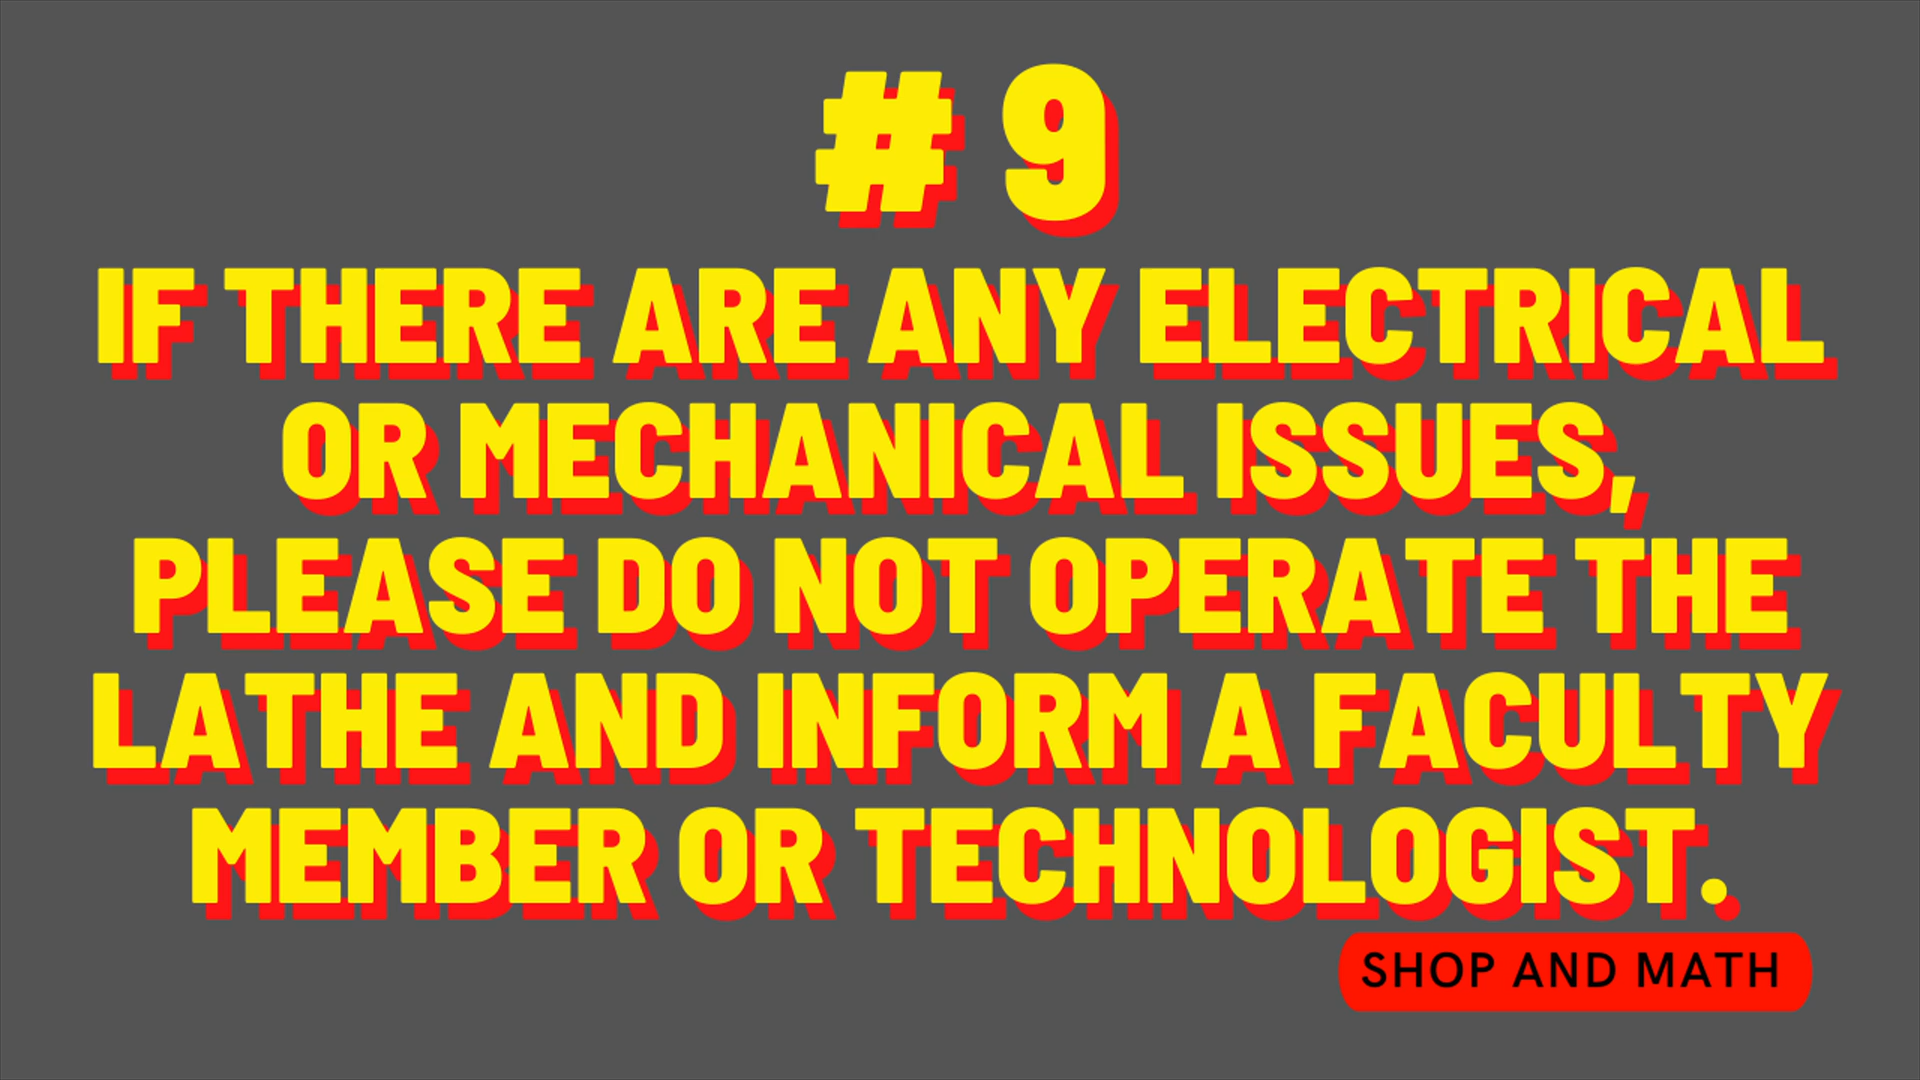 # 9
IF THERE ARE ANY ELECTRICAL
OR MECHANICAL ISSUES,
PLEASE DO NOT OPERATE THE
LATHE AND INFORM A FACULTY
MEMBER OR TECHNOLOGIST.
SHOP AND MATH